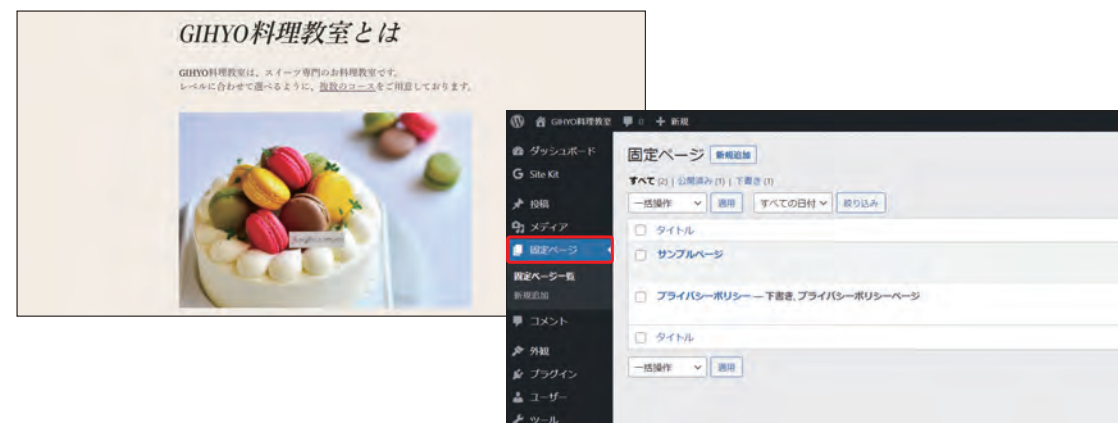 GIHYO料理教室とは
GIHYO料理教室は、スイーツ専門のお料理教室です。
レベルに合わせて選べるように、複数のコースをご用意しております。
GIHYO料理教室 0 + 新規
ダッシュボード
Site Kit
投稿
メディア
固定ページ
固定ページ一覧
新規追加
コメント
外観
プラグイン
ユーザー
ツール
固定ページ 新規追加
すべて (2) | 公開済み (1) | 下書き (1)
一括操作 適用 すべての日付 絞り込み
タイトル
サンプルページ
プライバシーポリシー — 下書き, プライバシーポリシーページ
タイトル
一括操作 適用